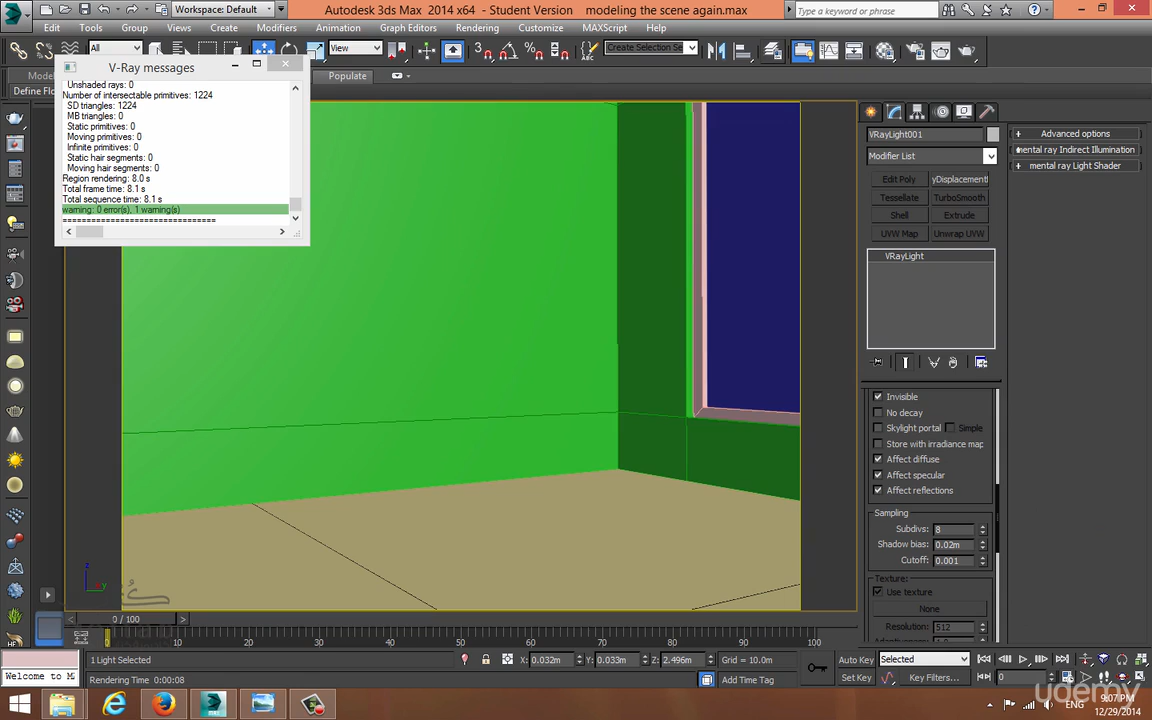 Workspace: Default
Autodesk 3ds Max 2014 x64 - Student Version modeling the scene again.max
Type a keyword or phrase
Edit Tools Group Views Create Modifiers Animation Graph Editors Rendering Customize MAXScript Help
All
View
Create Selection Se
V-Ray messages
Populate
Define Flo
Unshaded rays: 0
Number of intersectable primitives: 1224
SD triangles: 1224
MB triangles: 0
Static primitives: 0
Moving primitives: 0
Infinite primitives: 0
Static hair segments: 0
Moving hair segments: 0
Region rendering: 8.0 s
Total frame time: 8.1 s
Total sequence time: 8.1 s
warning: 0 error(s), 1 warning(s)
==============================
VRayLight001
Modifier List
Edit Poly yDisplacement
Tessellate TurboSmooth
Shell Extrude
UVW Map Unwrap UVW
VRayLight
+ Advanced options
+ mental ray Indirect Illumination
+ mental ray Light Shader
Invisible
No decay
Skylight portal Simple
Store with irradiance map
Affect diffuse
Affect specular
Affect reflections
Sampling
Subdivs: 8
Shadow bias: 0.02m
Cutoff: 0.001
Texture:
Use texture
None
Resolution: 512
z
y
< 0 / 100 >
0 10 20 30 40 50 60 70 80 90 100
1 Light Selected
X: 0.032m Y: 0.033m Z: 2.496m Grid = 10.0m
Auto Key Selected
Welcome to M
Rendering Time 0:00:08
Add Time Tag
Set Key Key Filters...
0
udemy
ENG
9:07 PM
12/29/2014